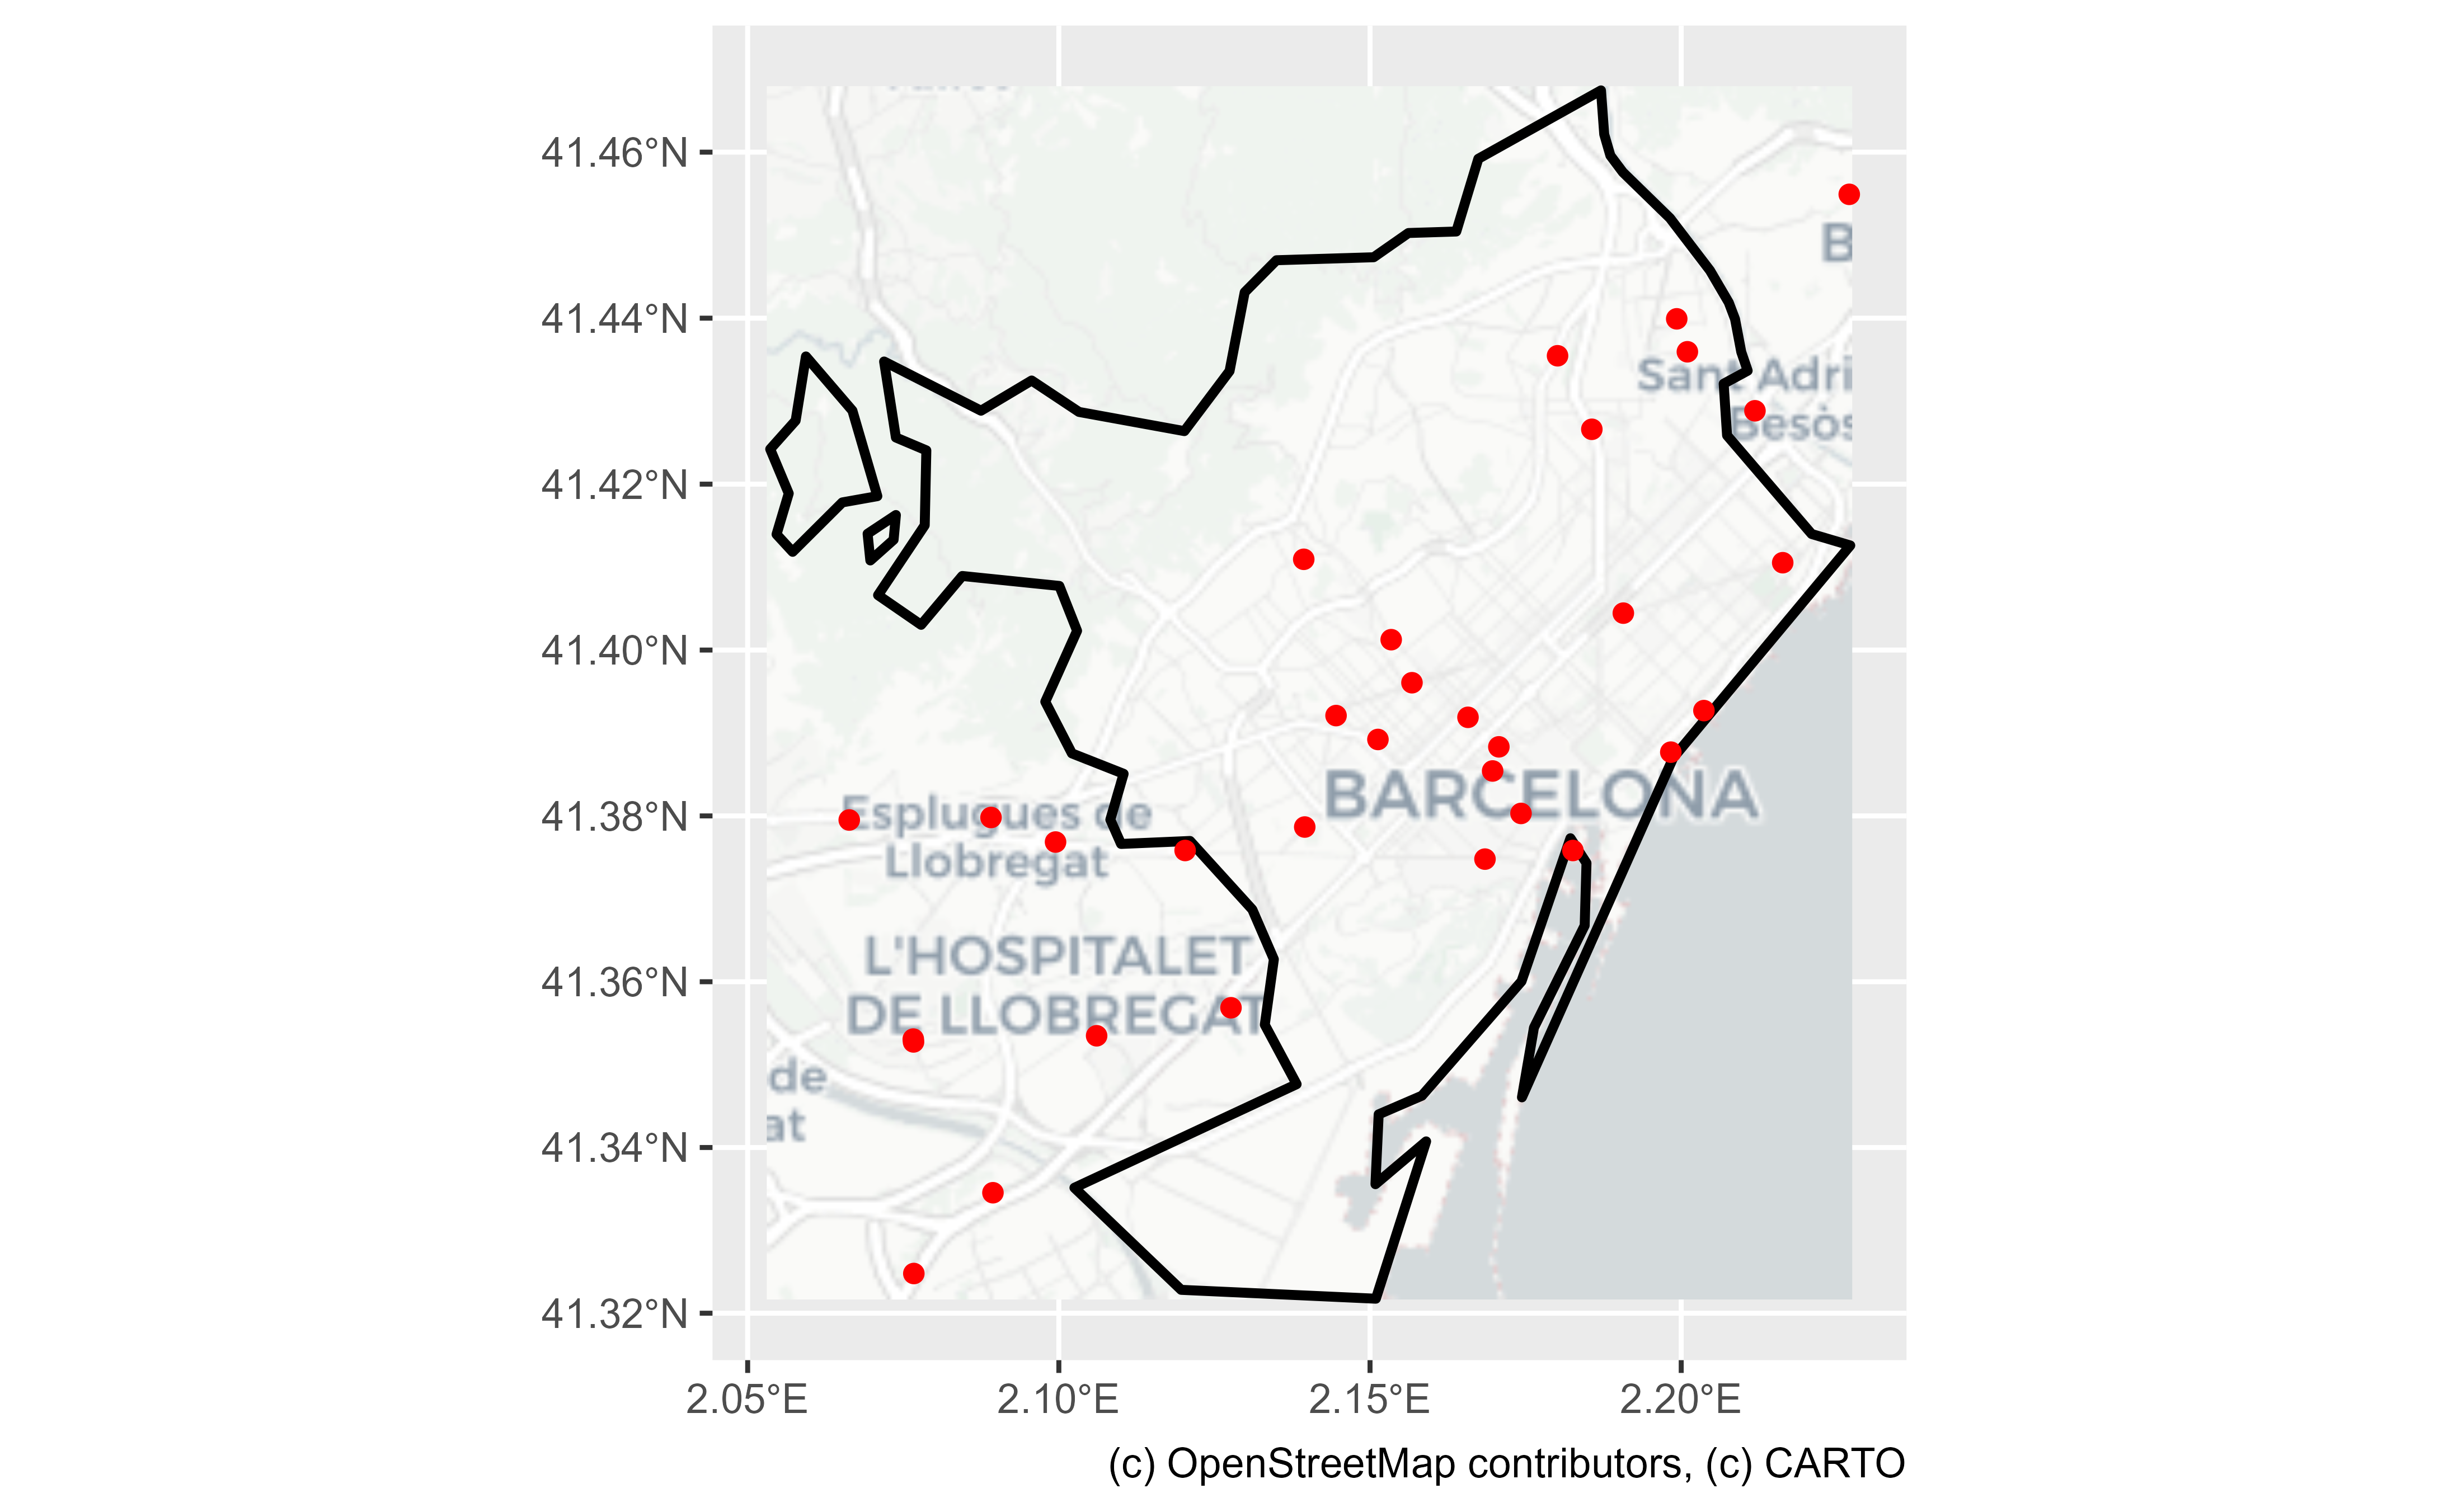 41.46°N
B
41.44°N
Sant Adri
Besòs
41.42°N
41.40°N
BARCELONA
41.38°N
Esplugues de
Llobregat
L'HOSPITALET
41.36°N
DE LLOBREGAT
de
at
41.34°N
41.32°N
2.05°E 2.10°E 2.15°E 2.20°E
(c) OpenStreetMap contributors, (c) CARTO